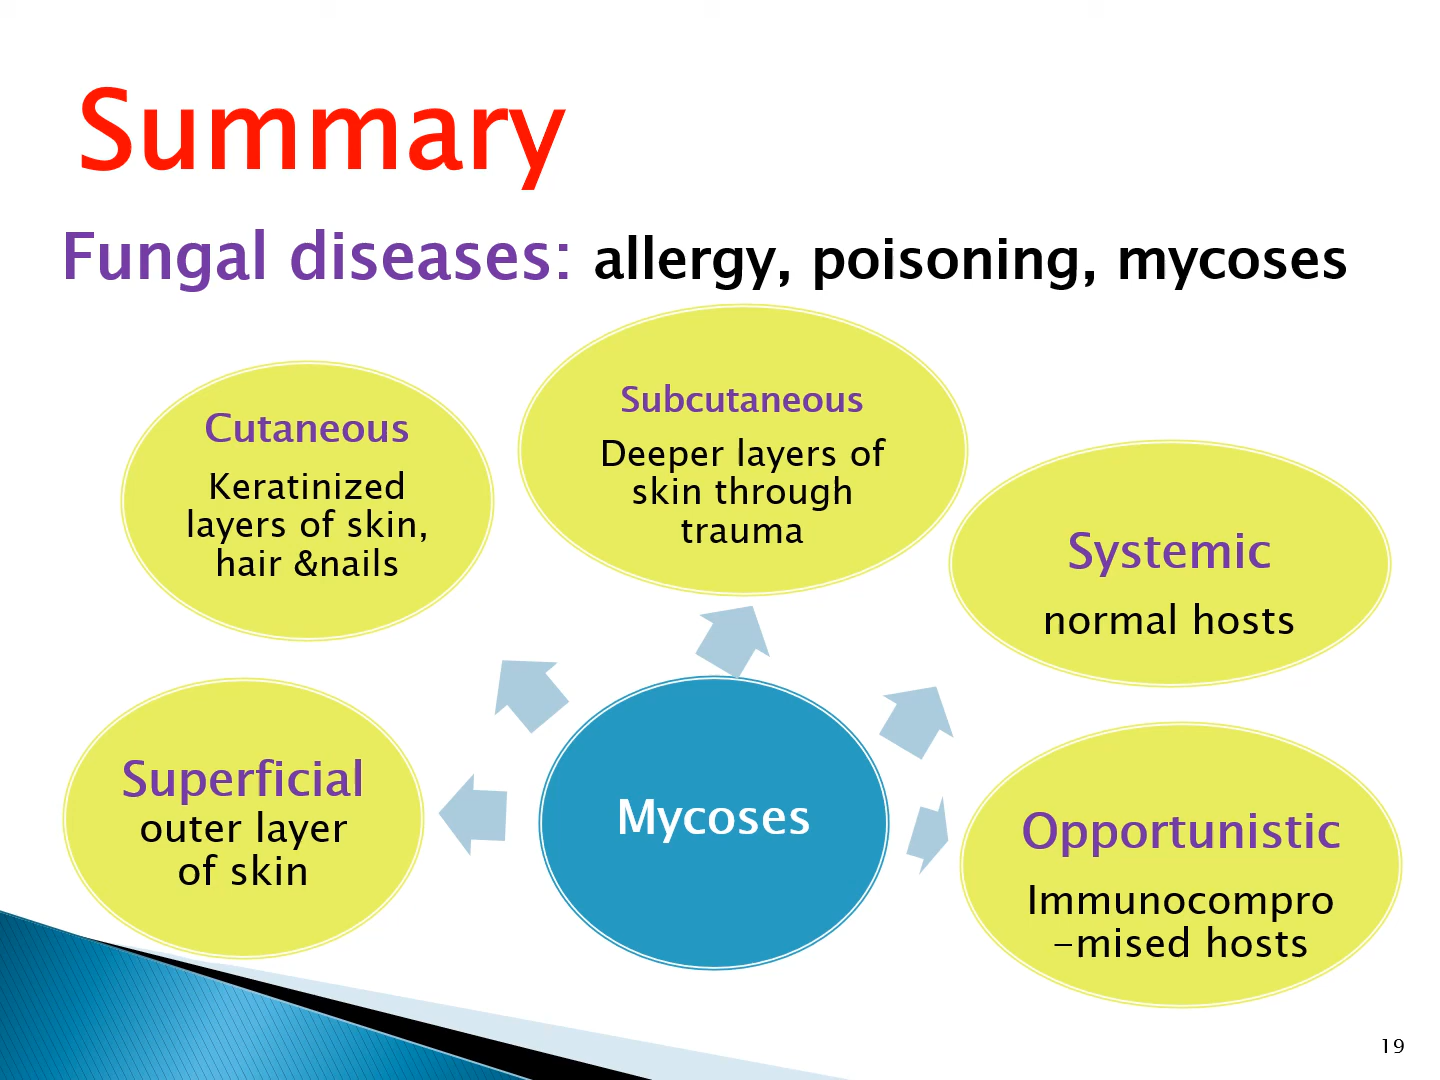 Summary
Fungal diseases: allergy, poisoning, mycoses
Cutaneous
Keratinized
layers of skin,
hair &nails
Subcutaneous
Deeper layers of
skin through
trauma
Systemic
normal hosts
Superficial
outer layer
of skin
Mycoses
Opportunistic
Immunocompro
-mised hosts
19